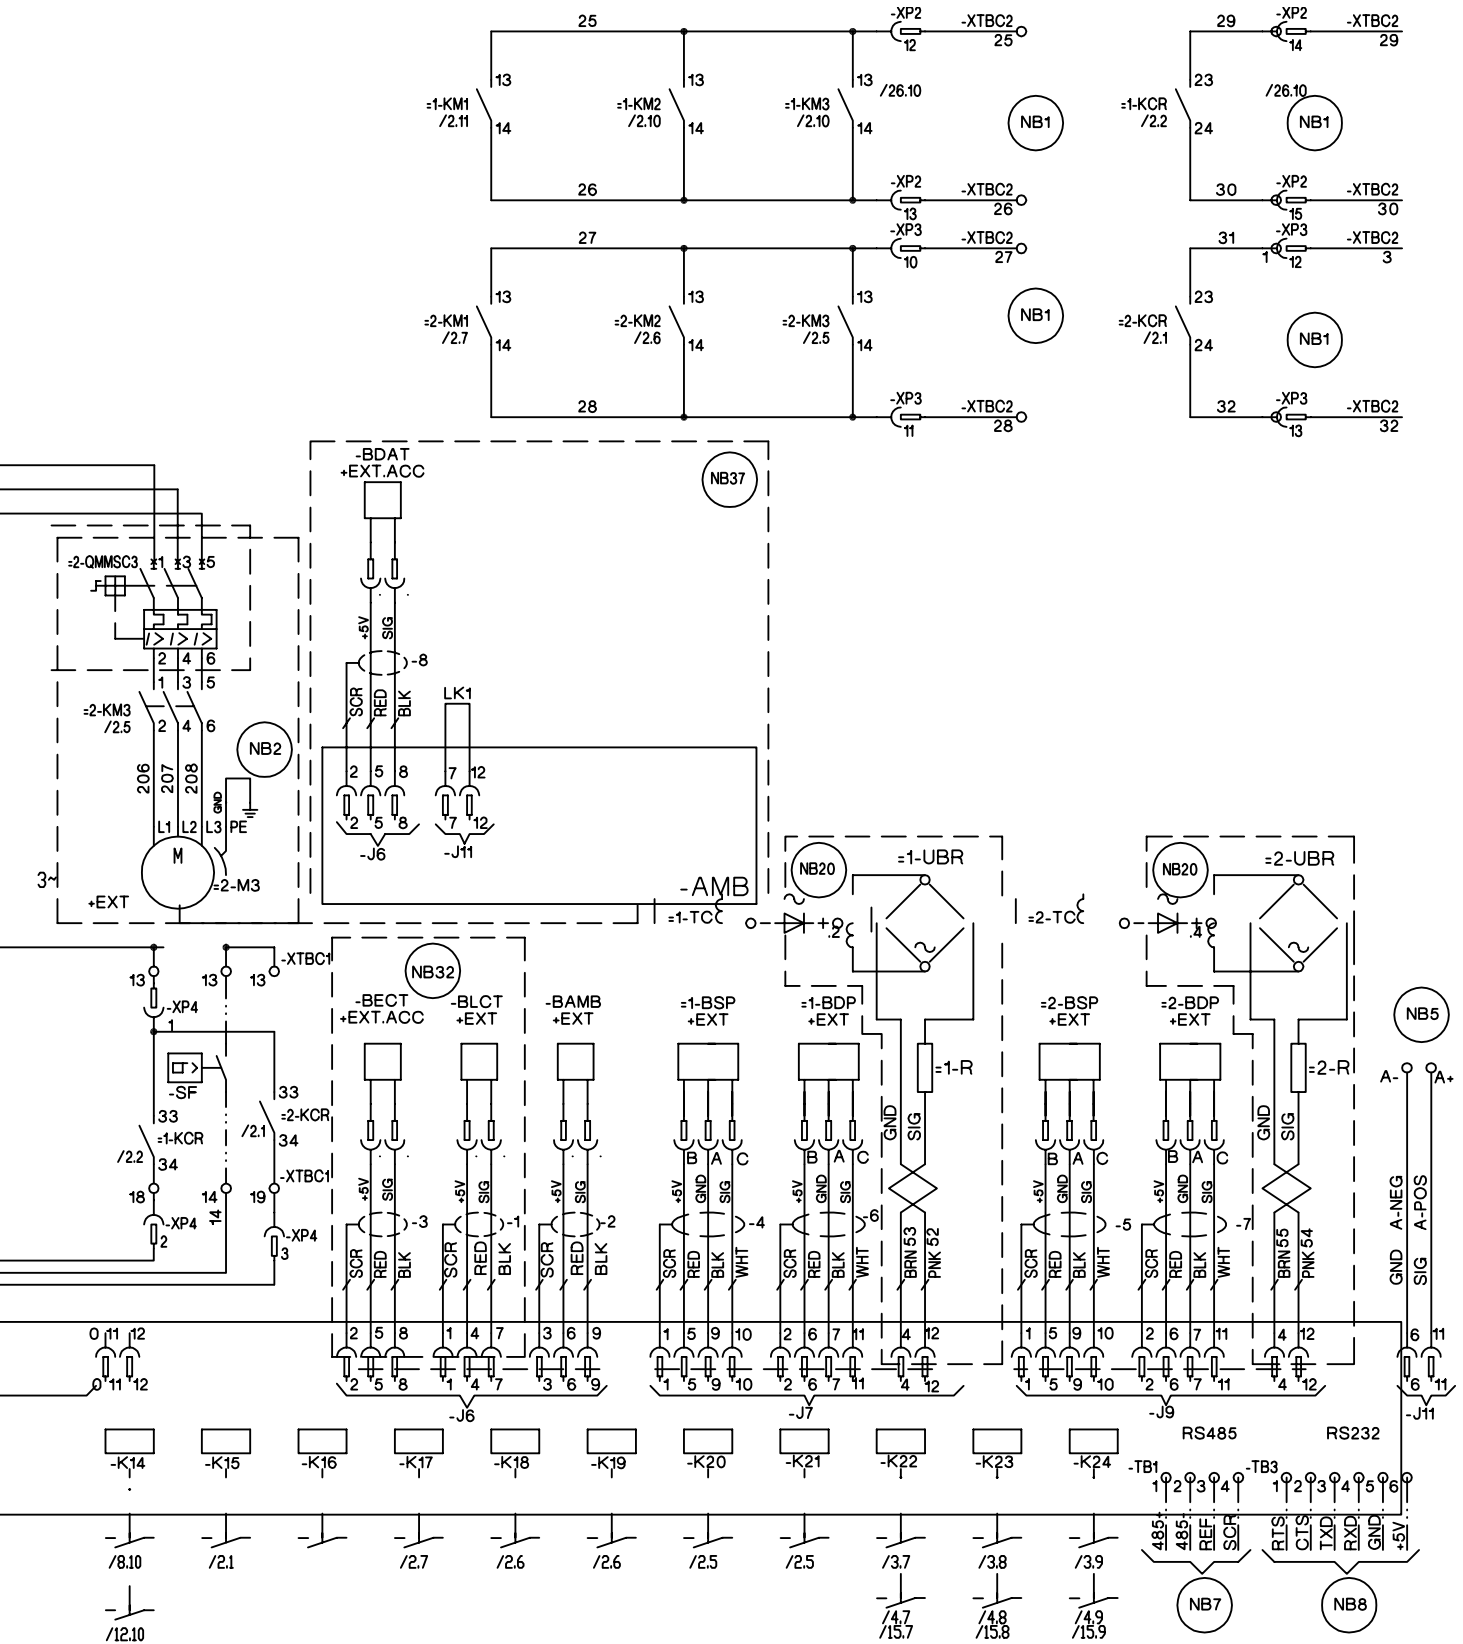 25 -XP2 -XTBC2 29 -XP2 -XTBC2
12 25 14 29
13 13 13 /26.10 23 /26.10
=1-KM1 =1-KM2 =1-KM3 NB1 =1-KCR NB1
/2.11 /2.10 /2.10 /2.2
14 14 14 24
26 -XP2 -XTBC2 30 -XP2 -XTBC2
13 26 15 30
27 -XP3 -XTBC2 31 -XP3 -XTBC2
10 27 1 12 3
13 13 13 23
=2-KM1 =2-KM2 =2-KM3 NB1 =2-KCR NB1
/2.7 /2.6 /2.5 /2.1
14 14 14 24
28 -XP3 -XTBC2 32 -XP3 -XTBC2
11 28 13 32
-BDAT
+EXT.ACC
NB37
=2-QMMSC3 1 3 5
I> I> I>
2 4 6
+5V SIG
-8
1 3 5
=2-KM3
/2.5
2 4 6
NB2
SCR RED BLK
LK1
206 207 208 GND
2 5 8 7 12
L1 L2 L3 PE
2 5 8 7 12
-J6 -J11
M
3~
=2-M3
+EXT
-AMB
NB20 =1-UBR NB20 =2-UBR
=1-TC + .2 =2-TC + .4
13 13 13 -XTBC1
-XP4
1
NB32
-BECT -BLCT -BAMB =1-BSP =1-BDP =2-BSP =2-BDP
+EXT.ACC +EXT +EXT +EXT +EXT +EXT +EXT
NB5
-SF
=1-R =2-R
A- A+
33 33
=1-KCR =2-KCR
/2.2 /2.1
34 34
GND SIG GND SIG
B A C B A C B A C B A C
-XTBC1
18 14 19
14
+5V SIG +5V SIG SIG +5V GND SIG +5V GND SIG +5V GND SIG +5V GND SIG
A-NEG A-POS
-XP4 -XP4
2 3
-3 -1 -2 -4 -6 -5 -7
SCR RED BLK SCR RED BLK SCR RED BLK SCR RED BLK WHT SCR RED BLK WHT BRN 53 PNK 52 SCR RED BLK WHT SCR RED BLK WHT BRN 55 PNK 54 GND SIG
0 11 12 2 5 8 1 4 7 3 6 9 1 5 9 10 2 6 7 11 4 12 1 5 9 10 2 6 7 11 4 12 6 11
0 11 12 2 5 8 1 4 7 3 6 9 1 5 9 10 2 6 7 11 4 12 1 5 9 10 2 6 7 11 4 12 6 11
-J6 -J7 -J9 -J11
RS485 RS232
-K14 -K15 -K16 -K17 -K18 -K19 -K20 -K21 -K22 -K23 -K24
-TB1 1 2 3 4 -TB3 1 2 3 4 5 6
485+ 485- REF SCR RTS CTS TXD RXD GND +5V
/8.10 /2.1 /2.7 /2.6 /2.6 /2.5 /2.5 /3.7 /3.8 /3.9
NB7 NB8
/12.10 /4.7 /4.8 /4.9
/15.7 /15.8 /15.9